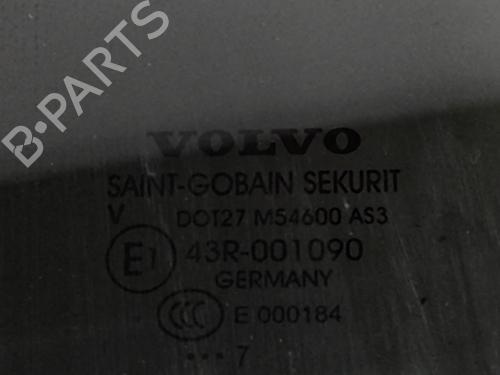 B-PARTS
VOLVO
SAINT-GOBAIN SEKURIT
V DOT27 M54600 AS3
E1 43R-001090
GERMANY
CCC E 000184
••• 7